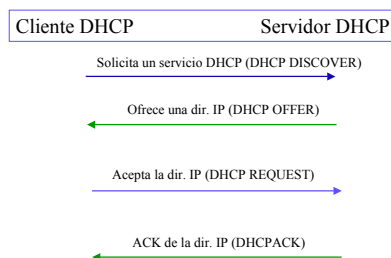 Cliente DHCP Servidor DHCP
Solicita un servicio DHCP (DHCP DISCOVER)
Ofrece una dir. IP (DHCP OFFER)
Acepta la dir. IP (DHCP REQUEST)
ACK de la dir. IP (DHCPACK)